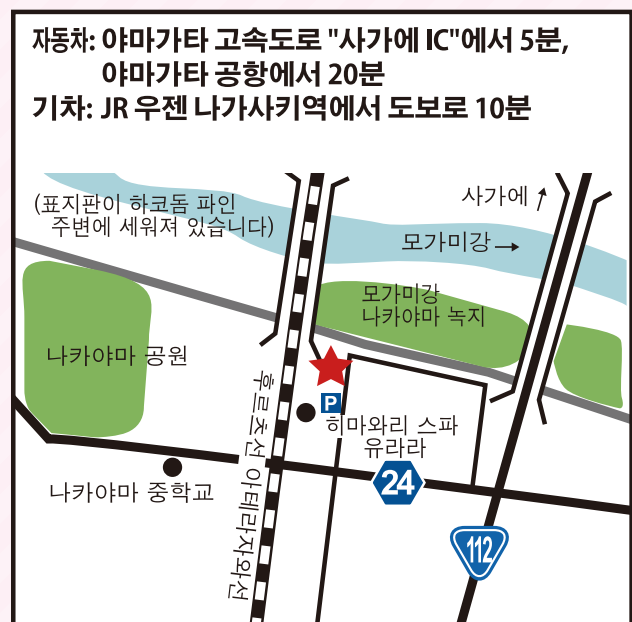 자동차: 야마가타 고속도로 "사가에 IC"에서 5분,
야마가타 공항에서 20분
기차: JR 우젠 나가사키역에서 도보로 10분
(표지판이 하코돔 파인
주변에 세워져 있습니다)
사가에
모가미강
모가미강
나카야마 녹지
나카야마 공원
P
히마와리 스파
유라라
24
나카야마 중학교
후르츠선 아테라자와선
112